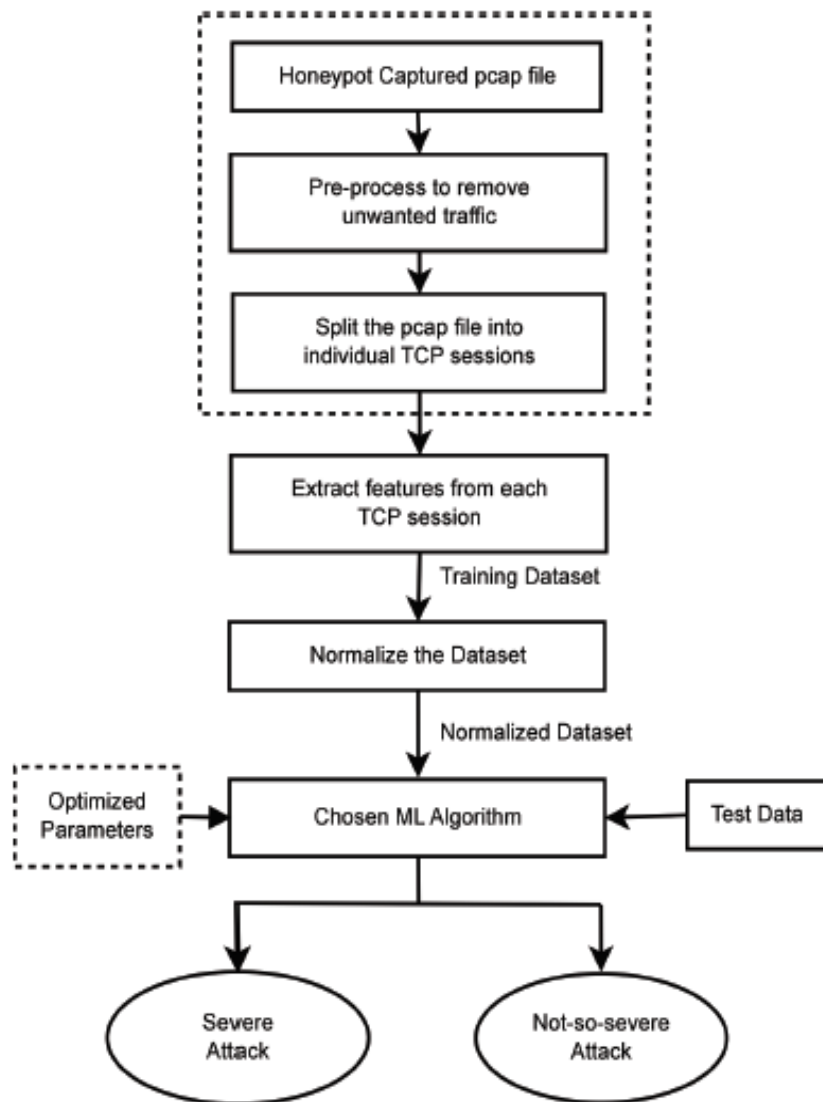 Honeypot Captured pcap file
Pre-process to remove
unwanted traffic
Split the pcap file into
individual TCP sessions
Extract features from each
TCP session
Training Dataset
Normalize the Dataset
Normalized Dataset
Optimized
Parameters
Chosen ML Algorithm
Test Data
Severe
Attack
Not-so-severe
Attack